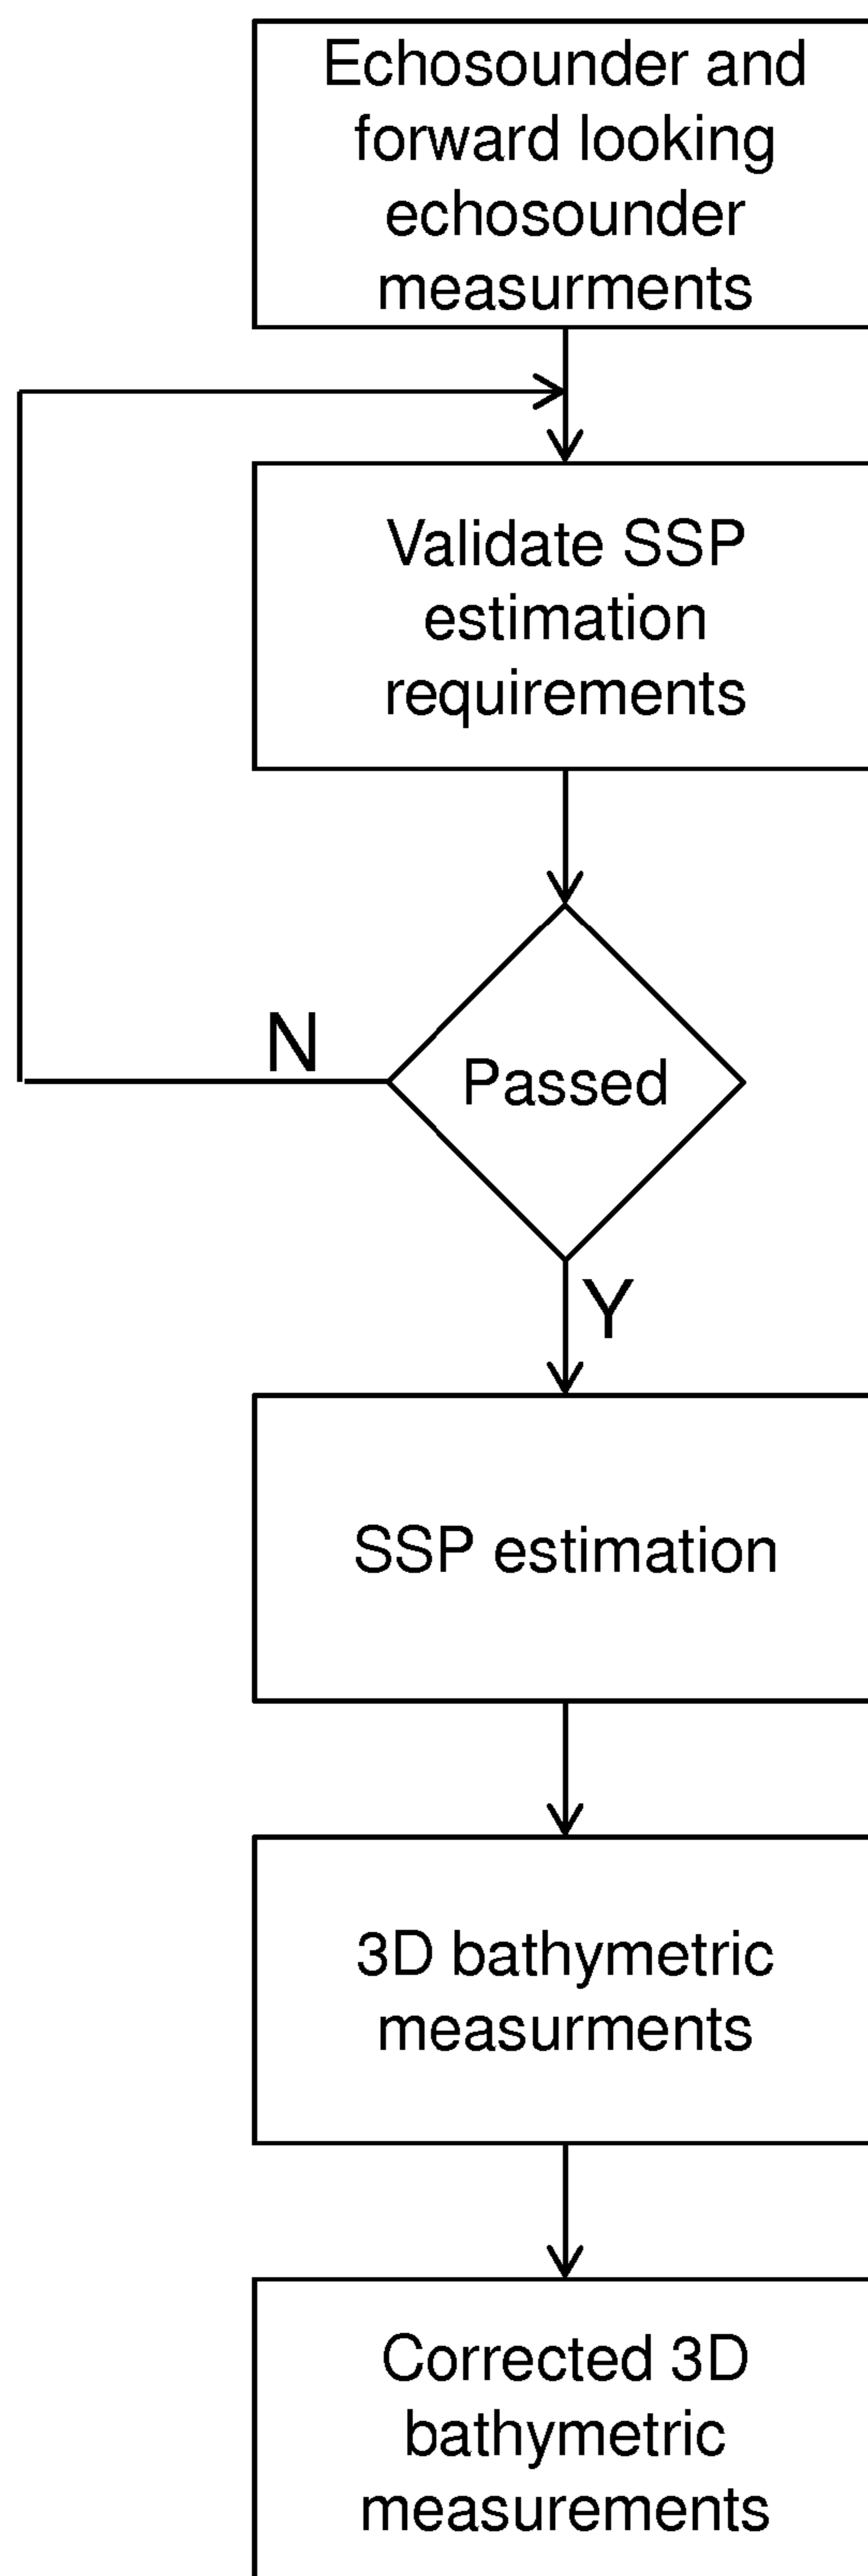 Echosounder and
forward looking
echosounder
measurments
Validate SSP
estimation
requirements
N
Passed
Y
SSP estimation
3D bathymetric
measurments
Corrected 3D
bathymetric
measurements